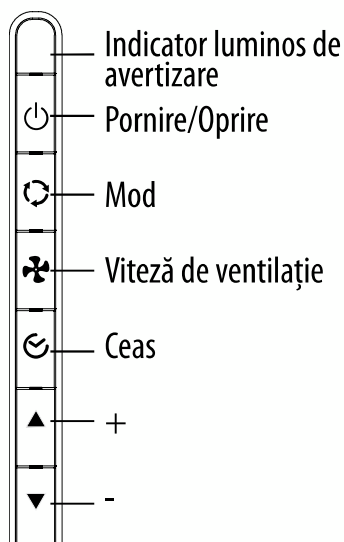 Indicator luminos de
avertizare
Pornire/Oprire
Mod
Viteză de ventilație
Ceas
+
-